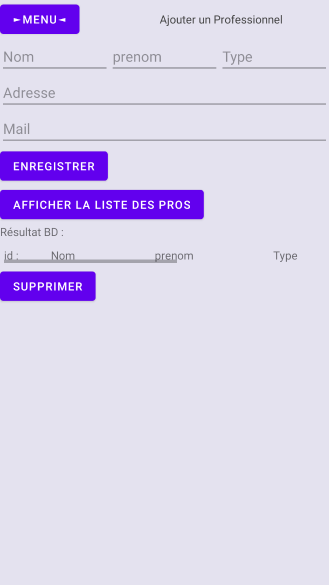 ►MENU◄ Ajouter un Professionnel
Nom prenom Type
Adresse
Mail
ENREGISTRER
AFFICHER LA LISTE DES PROS
Résultat BD :
id : Nom prenom Type
SUPPRIMER